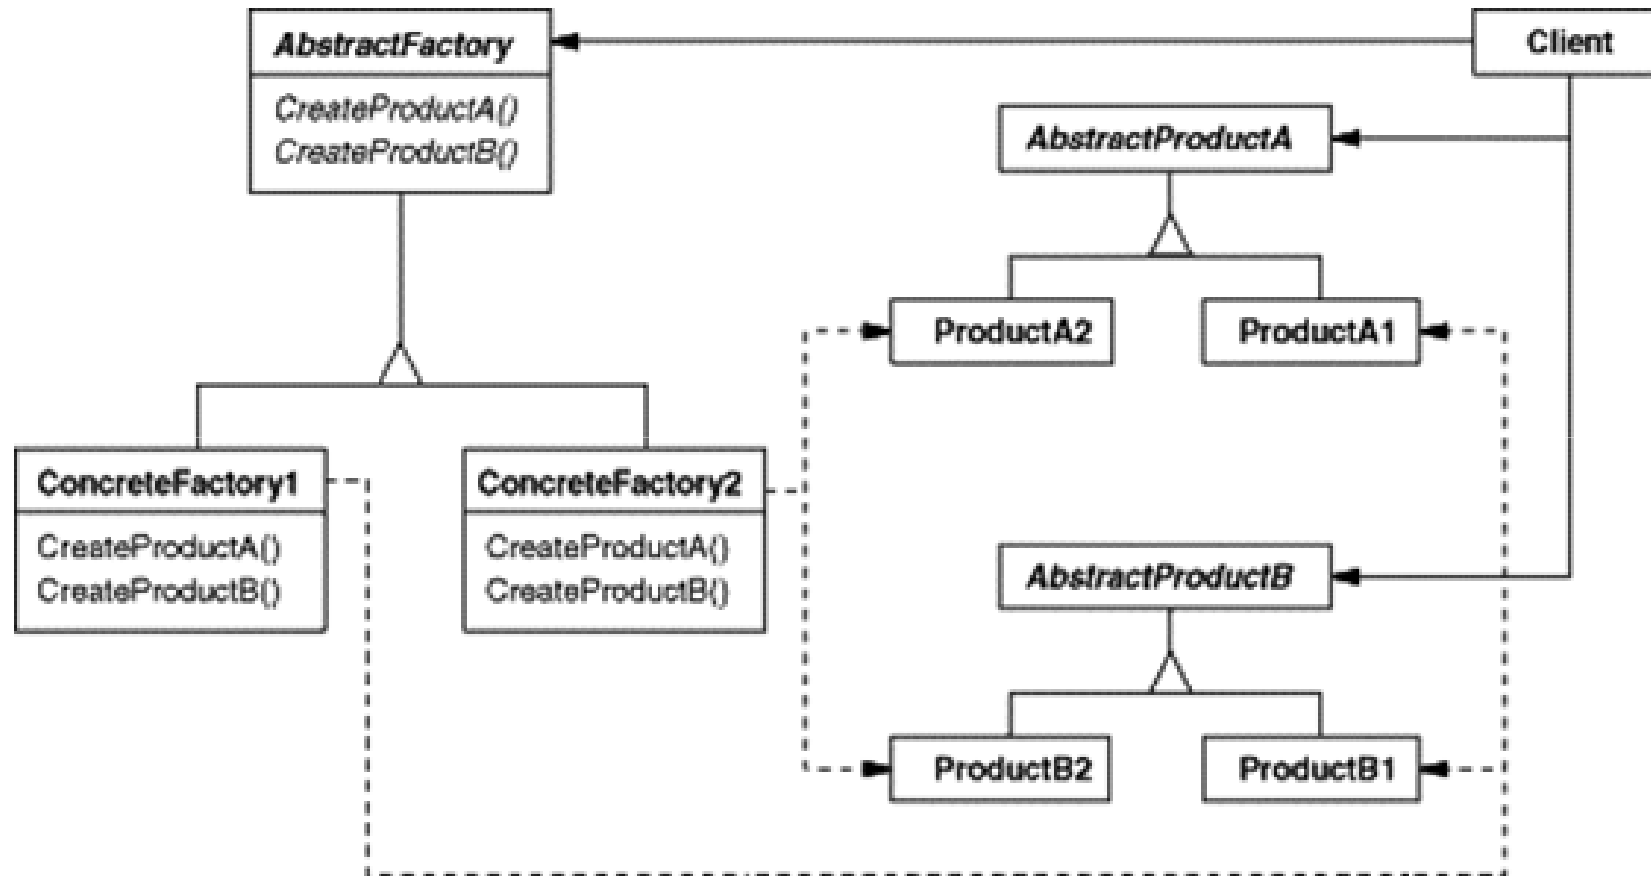 AbstractFactory
CreateProductA()
CreateProductB()
Client
AbstractProductA
ProductA2
ProductA1
ConcreteFactory1
CreateProductA()
CreateProductB()
ConcreteFactory2
CreateProductA()
CreateProductB()
AbstractProductB
ProductB2
ProductB1